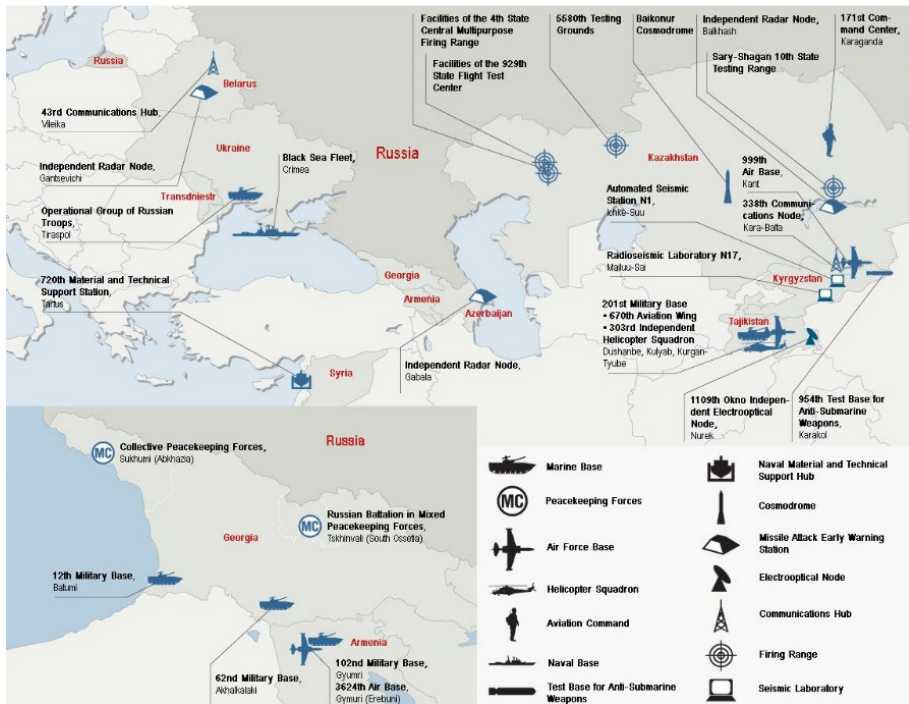 Facilities of the 4th State
Central Multipurpose
Firing Range
Facilities of the 929th
State Flight Test
Center
5580th Testing
Grounds
Baikonur
Cosmodrome
Independent Radar Node,
Balkhash
Sary-Shagan 10th State
Testing Range
171st Com-
mand Center,
Karaganda
Russia
Belarus
43rd Communications Hub,
Vileika
Ukraine
Independent Radar Node,
Gantsevichi
Transdniestr
Operational Group of Russian
Troops,
Tiraspol
Black Sea Fleet,
Crimea
Russia
Kazakhstan
999th
Air Base,
Kant
Automated Seismic
Station N1,
Ichke-Suu
338th Communi-
cations Node,
Kara-Balta
Radioseismic Laboratory N17,
Mailuu-Sai
Kyrgyzstan
720th Material and Technical
Support Station,
Tartus
Georgia
Armenia
Azerbaijan
201st Military Base
• 670th Aviation Wing
• 303rd Independent
Helicopter Squadron
Dushanbe, Kulyab, Kurgan-
Tyube
Tajikistan
Syria
Independent Radar Node,
Gabala
1109th Okno Indepen-
dent Electrooptical
Node,
Nurek
954th Test Base for
Anti-Submarine
Weapons,
Karakol
MC
Collective Peacekeeping Forces,
Sukhumi (Abkhazia)
Russia
MC
Russian Battalion in Mixed
Peacekeeping Forces,
Tskhinvali (South Ossetia)
Georgia
12th Military Base,
Batumi
Armenia
62nd Military Base,
Akhalkalaki
102nd Military Base,
Gyumri
3624th Air Base,
Gymuri (Erebuni)
Marine Base
MC
Peacekeeping Forces
Air Force Base
Helicopter Squadron
Aviation Command
Naval Base
Test Base for Anti-Submarine
Weapons
Naval Material and Technical
Support Hub
Cosmodrome
Missile Attack Early Warning
Station
Electrooptical Node
Communications Hub
Firing Range
Seismic Laboratory